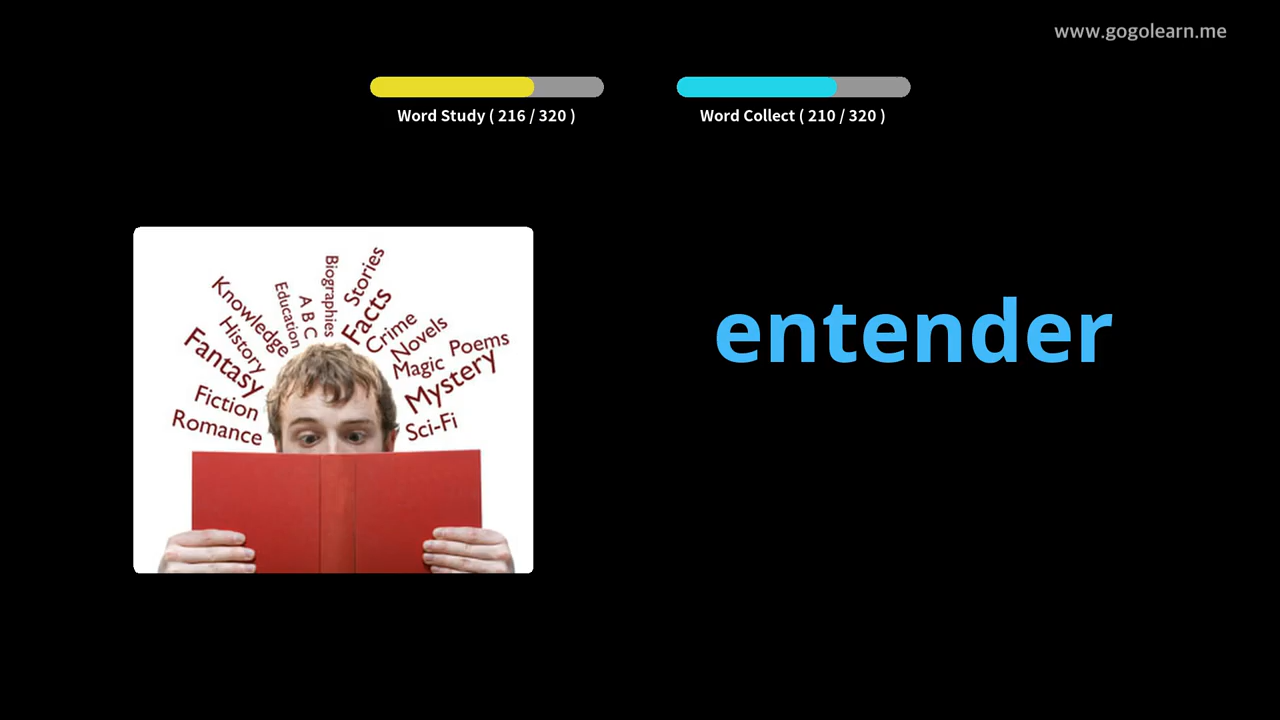 www.gogolearn.me
Word Study ( 216 / 320 )
Word Collect ( 210 / 320 )
entender
Biographies
Stories
Education
A B C
Facts
Knowledge
History
Crime
Novels
Poems
Fantasy
Magic
Mystery
Fiction
Romance
Sci-Fi